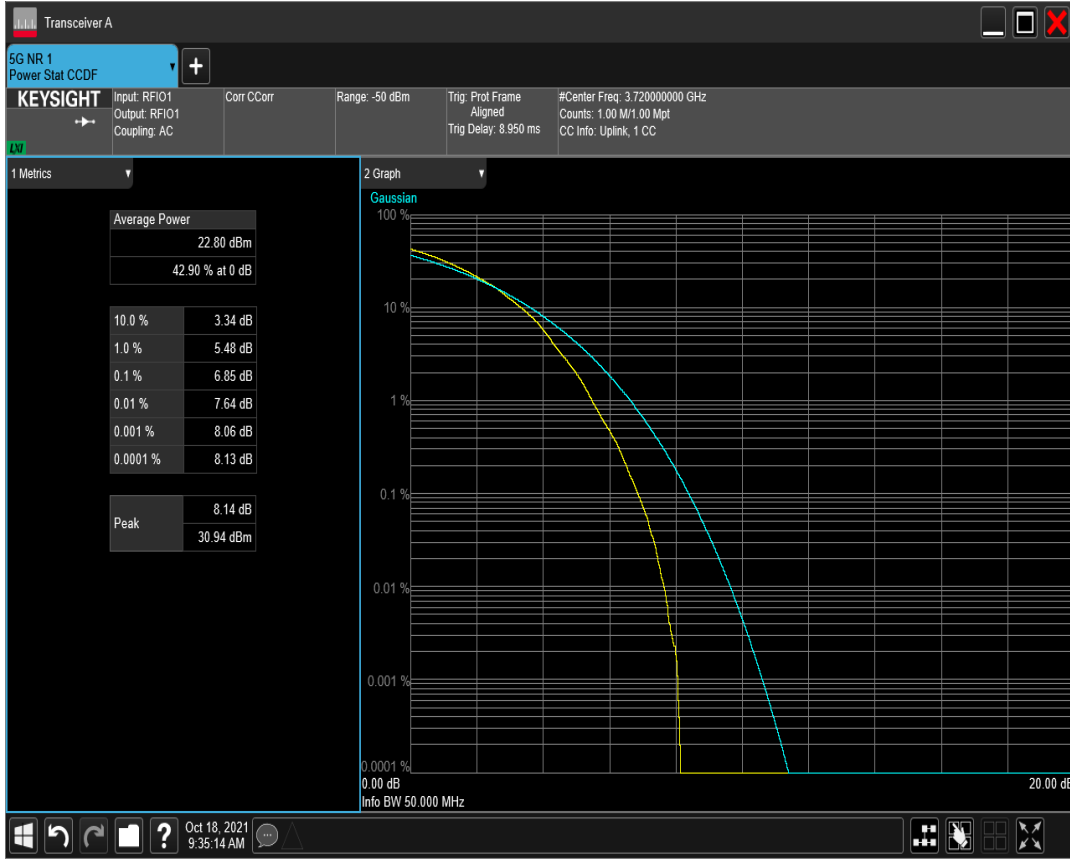 Transceiver A
5G NR 1
Power Stat CCDF
KEYSIGHT
LXI
Input: RFIO1
Output: RFIO1
Coupling: AC
Corr CCorr
Range: -50 dBm
Trig: Prot Frame
Aligned
Trig Delay: 8.950 ms
#Center Freq: 3.720000000 GHz
Counts: 1.00 M/1.00 Mpt
CC Info: Uplink, 1 CC
1 Metrics
Average Power
22.80 dBm
42.90 % at 0 dB
10.0 % 3.34 dB
1.0 % 5.48 dB
0.1 % 6.85 dB
0.01 % 7.64 dB
0.001 % 8.06 dB
0.0001 % 8.13 dB
Peak
8.14 dB
30.94 dBm
2 Graph
Gaussian
100 %
10 %
1 %
0.1 %
0.01 %
0.001 %
0.0001 %
0.00 dB 20.00 dB
Info BW 50.000 MHz
Oct 18, 2021
9:35:14 AM